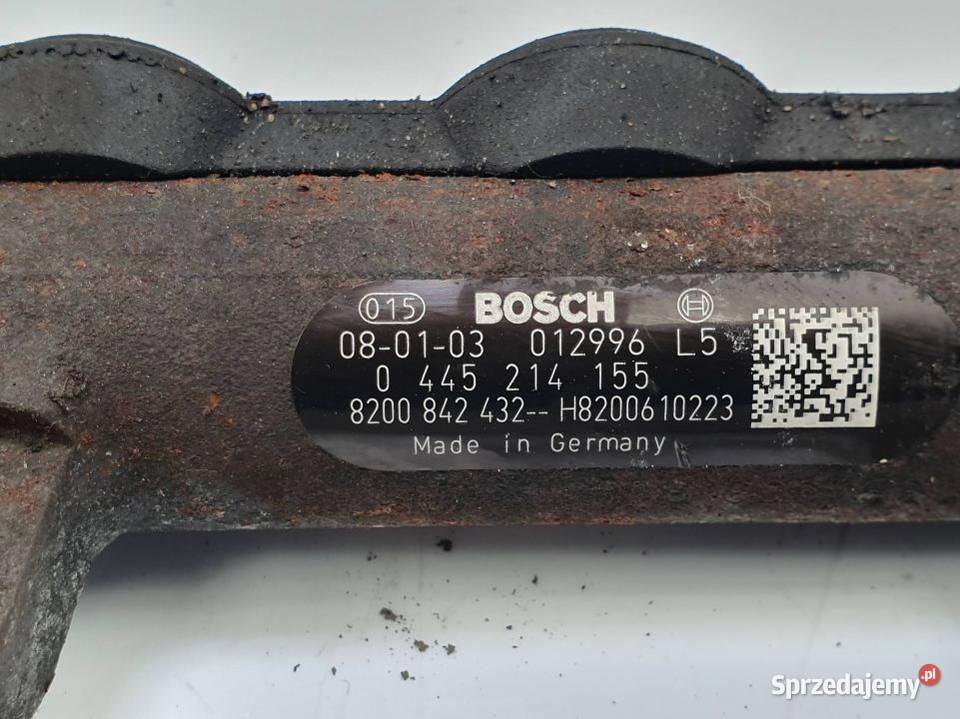 015 BOSCH
08-01-03 012996 L5
0 445 214 155
8200 842 432-- H8200610223
Made in Germany
Sprzedajemy.pl